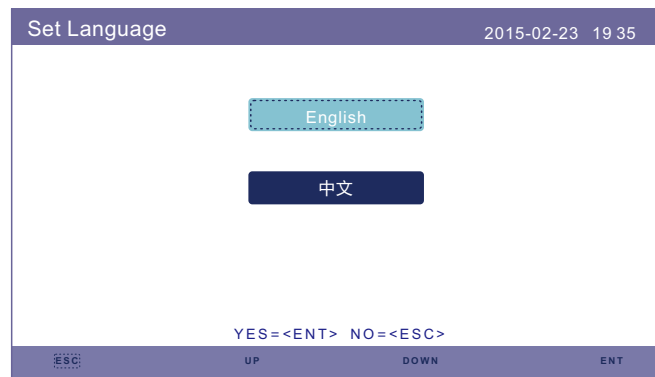 Set Language 2015-02-23 19 35
English
中文
YES=<ENT> NO=<ESC>
ESC UP DOWN ENT